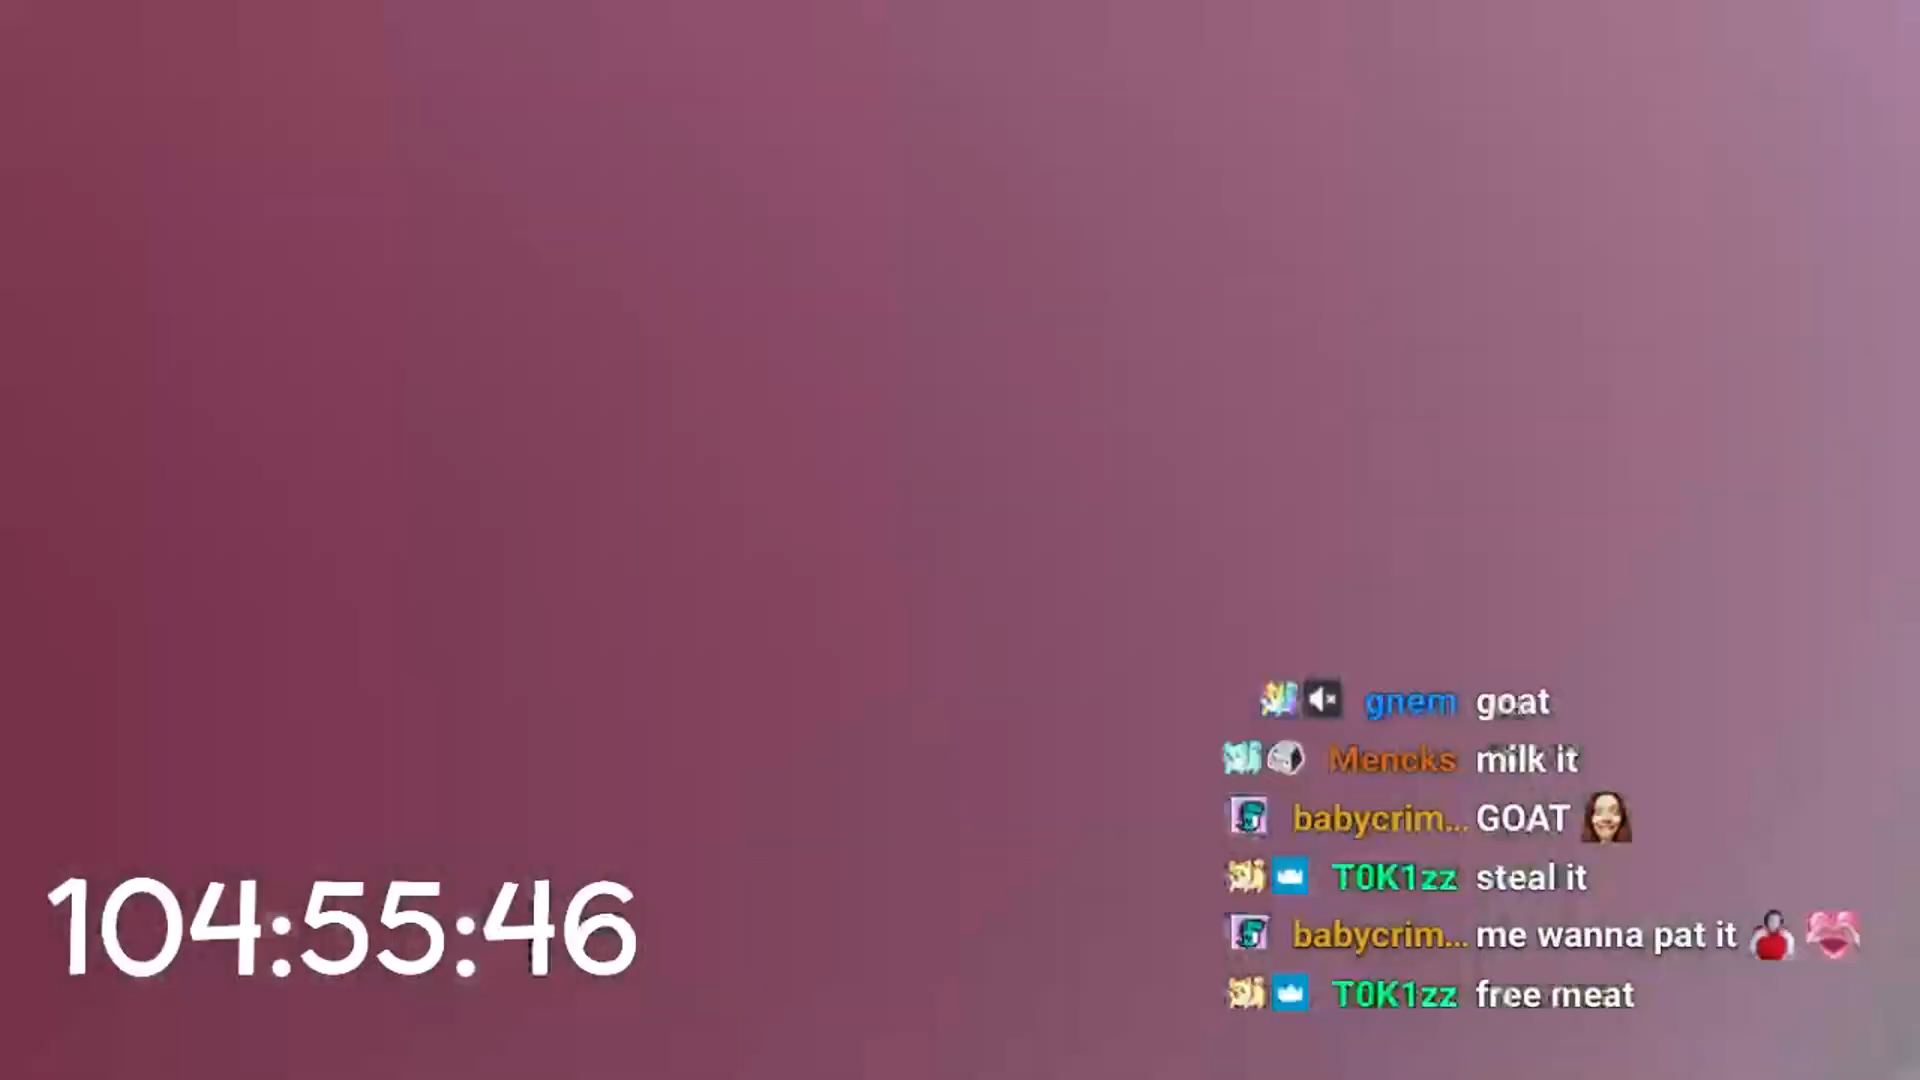 gnem goat
Mencks milk it
babycrim... GOAT
T0K1zz steal it
babycrim... me wanna pat it
T0K1zz free meat
104:55:46